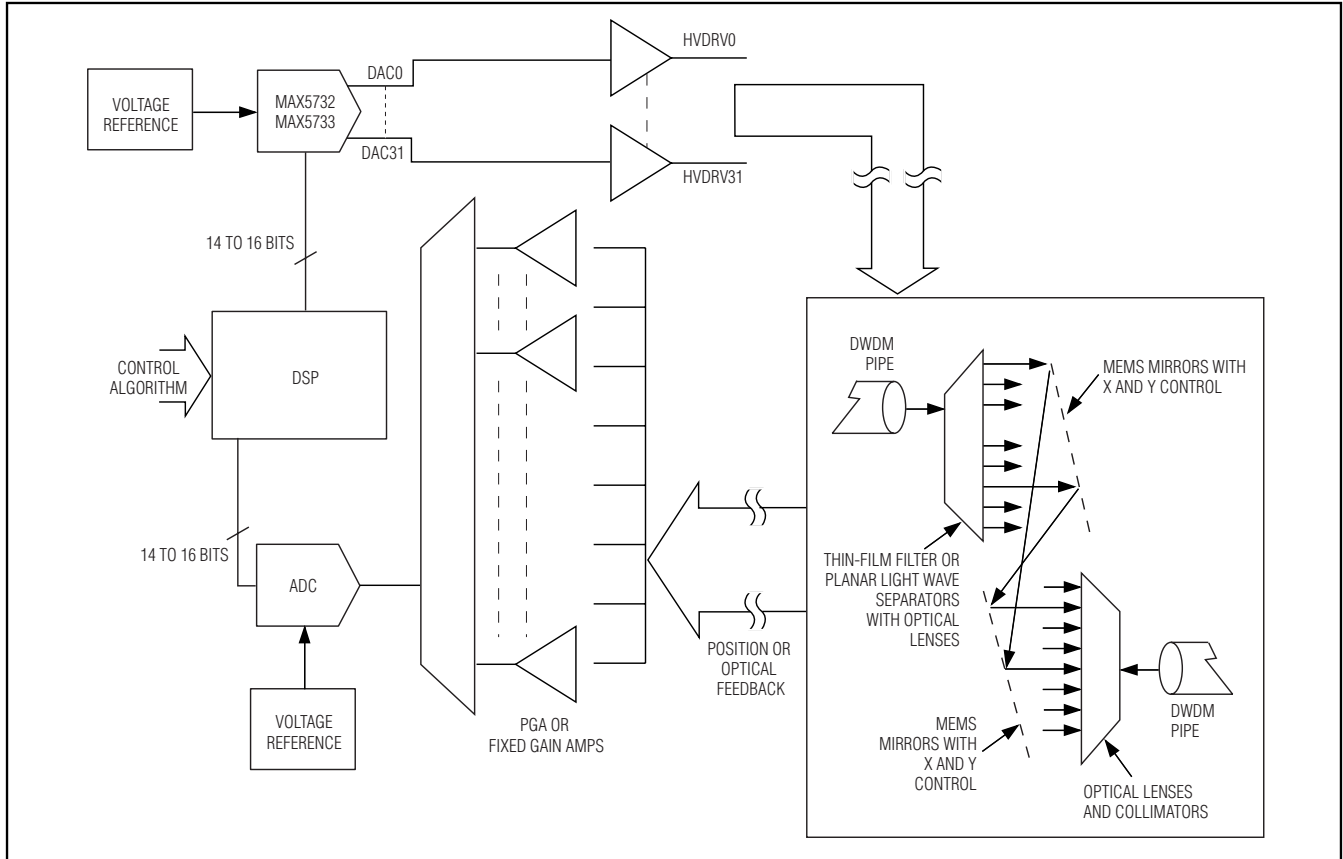 HVDRV0
DAC0
VOLTAGE
REFERENCE
MAX5732
MAX5733
DAC31
HVDRV31
14 TO 16 BITS
CONTROL
ALGORITHM
DSP
DWDM
PIPE
MEMS MIRRORS WITH
X AND Y CONTROL
14 TO 16 BITS
ADC
THIN-FILM FILTER OR
PLANAR LIGHT WAVE
SEPARATORS
WITH OPTICAL
LENSES
POSITION OR
OPTICAL
FEEDBACK
VOLTAGE
REFERENCE
PGA OR
FIXED GAIN AMPS
MEMS
MIRRORS WITH
X AND Y
CONTROL
DWDM
PIPE
OPTICAL LENSES
AND COLLIMATORS